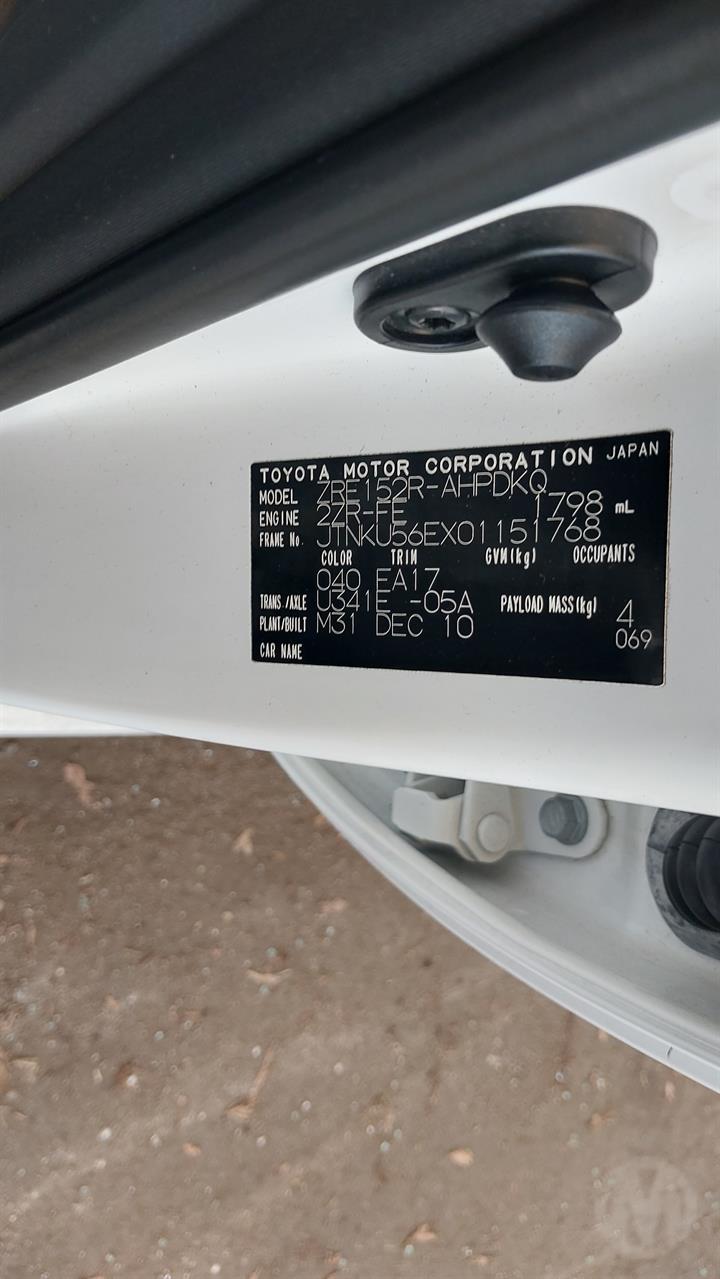 TOYOTA MOTOR CORPORATION JAPAN
MODEL ZRE152R-AHPDKQ
ENGINE 2ZR-FE 1798 mL
FRAME No. JTNKU56EX01151768
COLOR TRIM GVM(kg) OCCUPANTS
040 EA17
TRANS./AXLE U341E -05A PAYLOAD MASS(kg) 4
PLANT/BUILT M31 DEC 10 069
CAR NAME